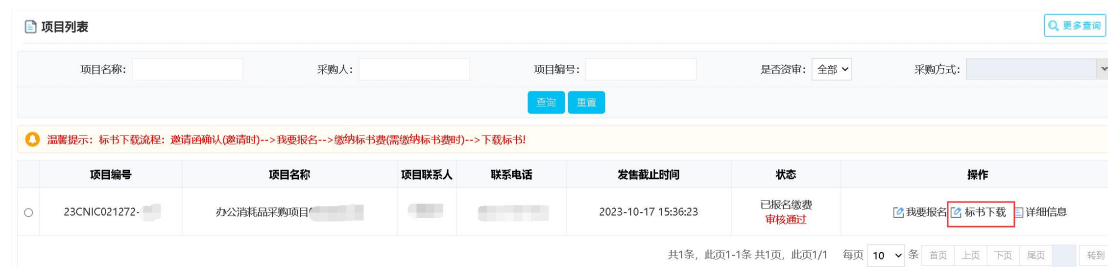 项目列表
更多查询
项目名称: 采购人: 项目编号: 是否资审: 全部 采购方式:
查询 重置
温馨提示：标书下载流程：邀请函确认(邀请时)-->我要报名-->缴纳标书费(需缴纳标书费时)-->下载标书!
项目编号 项目名称 项目联系人 联系电话 发售截止时间 状态 操作
23CNIC021272- 办公消耗品采购项目 2023-10-17 15:36:23 已报名缴费 我要报名 标书下载 详细信息
审核通过
共1条，此页1-1条 共1页，此页1/1 每页 10 条 首页 上页 下页 尾页 转到